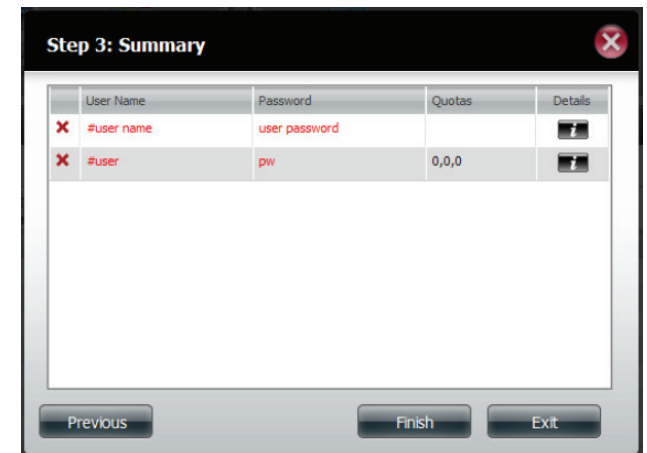 Step 3: Summary
User Name Password Quotas Details
#user name user password
#user pw 0,0,0
Previous Finish Exit